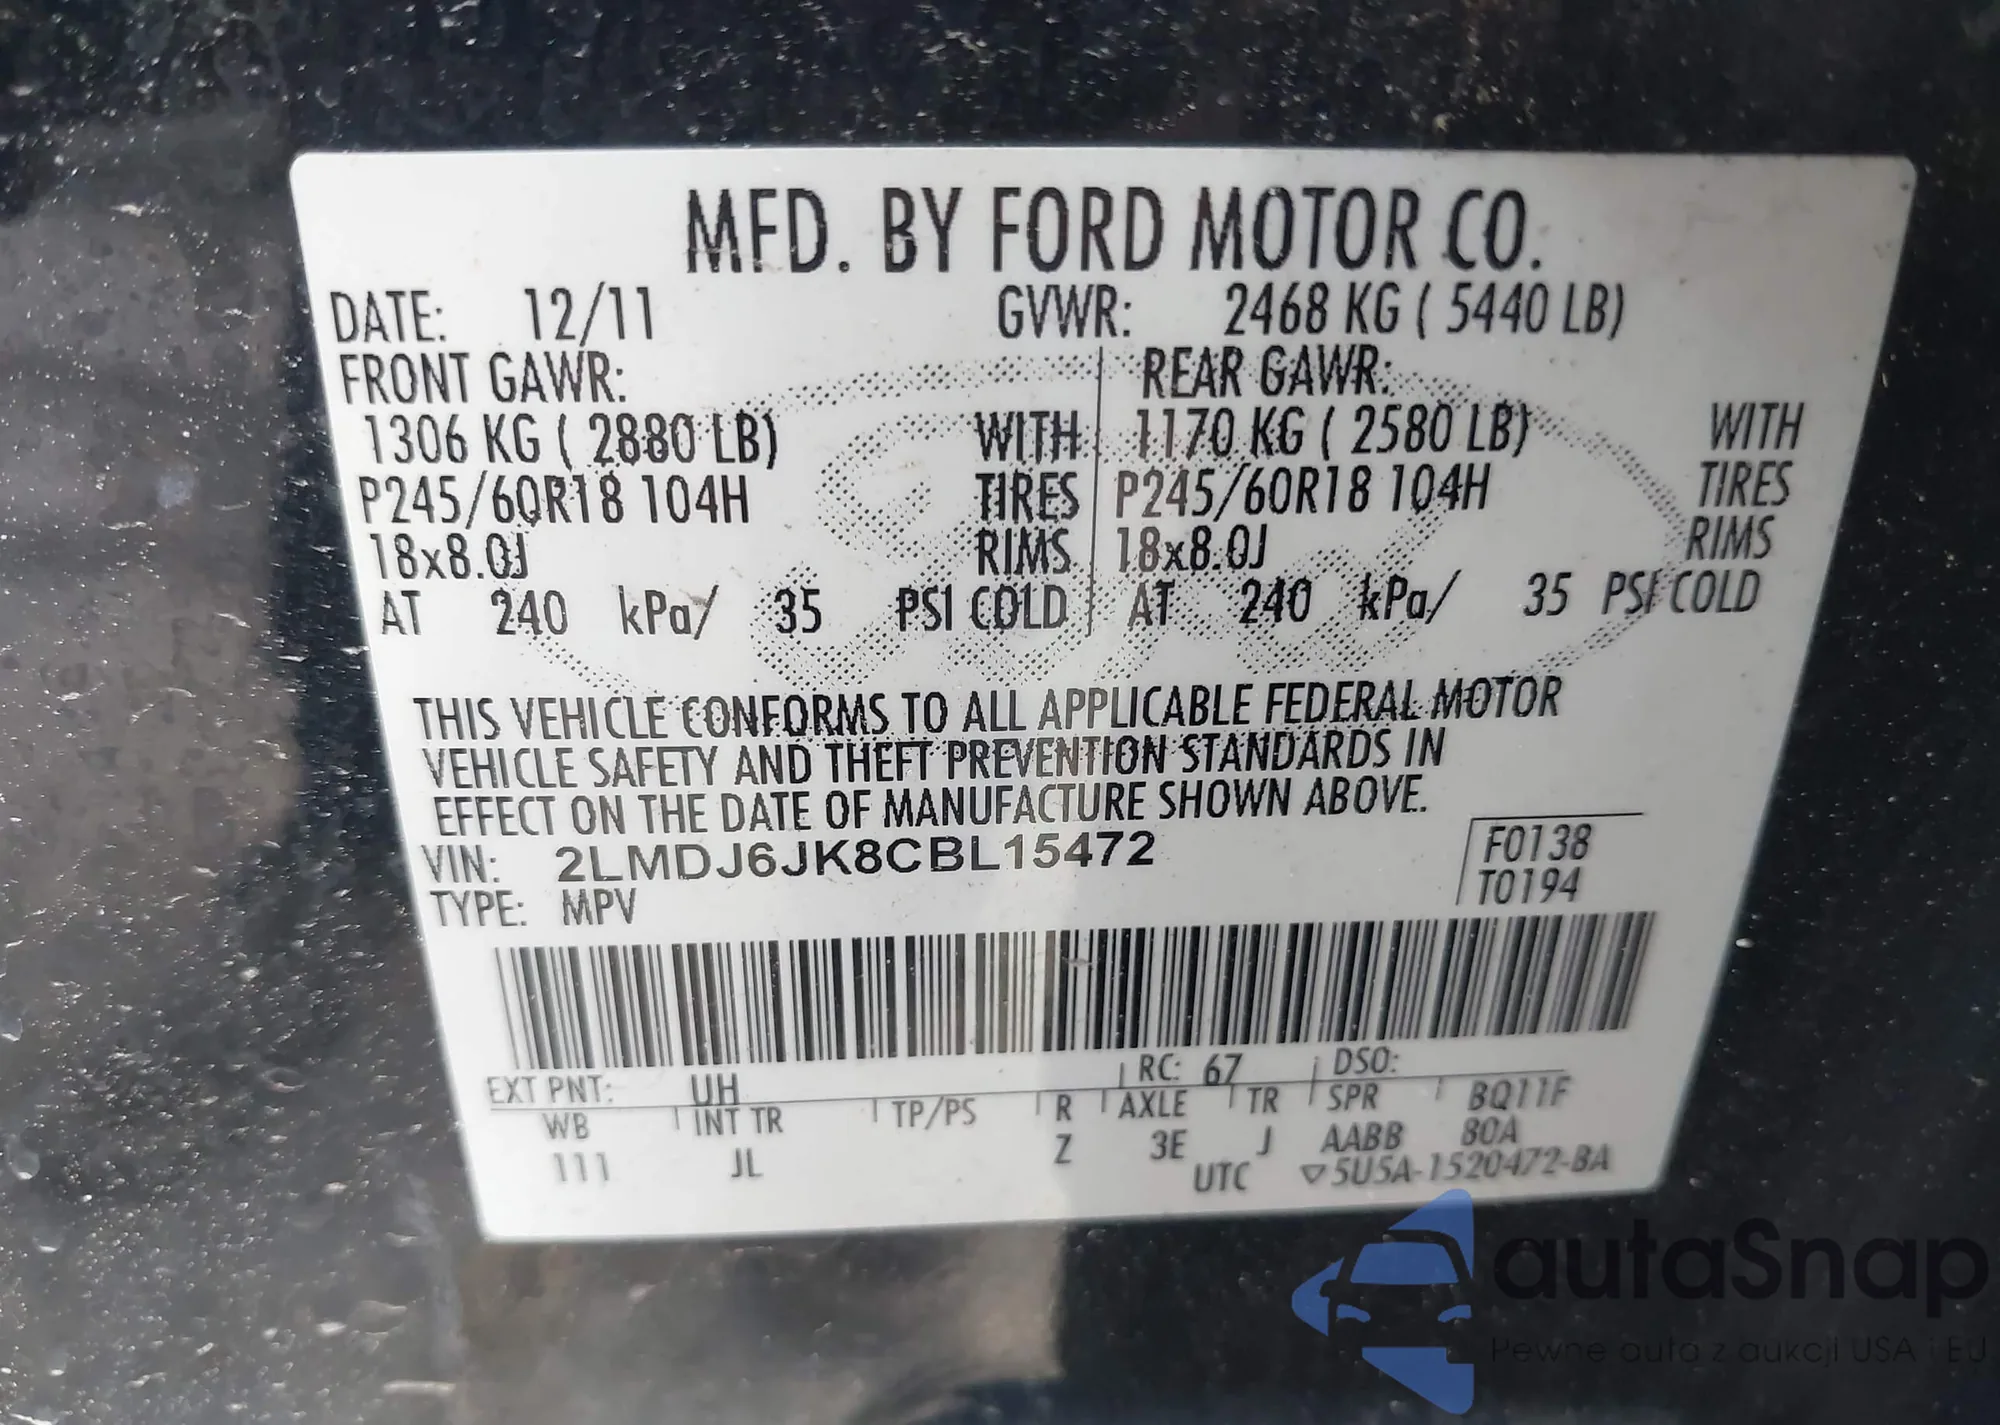 MFD. BY FORD MOTOR CO.
DATE: 12/11 GVWR: 2468 KG ( 5440 LB)
FRONT GAWR: REAR GAWR:
1306 KG ( 2880 LB) WITH 1170 KG ( 2580 LB) WITH
P245/60R18 104H TIRES P245/60R18 104H TIRES
18x8.0J RIMS 18x8.0J RIMS
AT 240 kPa/ 35 PSI COLD AT 240 kPa/ 35 PSI COLD
THIS VEHICLE CONFORMS TO ALL APPLICABLE FEDERAL MOTOR
VEHICLE SAFETY AND THEFT PREVENTION STANDARDS IN
EFFECT ON THE DATE OF MANUFACTURE SHOWN ABOVE.
VIN: 2LMDJ6JK8CBL15472 F0138
TYPE: MPV T0194
EXT PNT: UH RC: 67 DSO:
WB INT TR TP/PS R AXLE TR SPR BQ11F
111 JL Z 3E J AABB 80A
UTC ▽5U5A-1520472-BA
autaSnap
Pewne auta z aukcji USA i EU